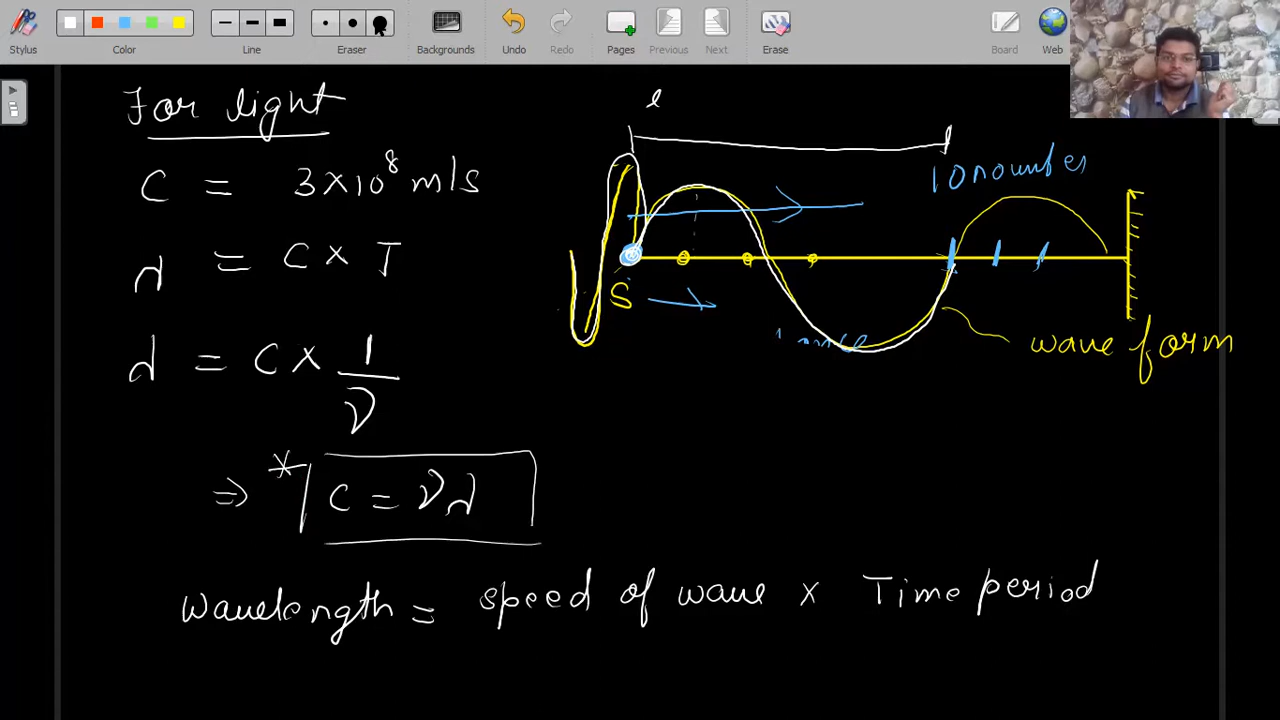 Stylus
Color
Line
Eraser
Backgrounds
Undo
Redo
Pages
Previous
Next
Erase
Board
Web
For light
C = 3×10⁸ m/s
λ = C × T
λ = C × 1/ν
⇒ * C = νλ
Wavelength = speed of wave × Time period
l
10 number
S
wave form